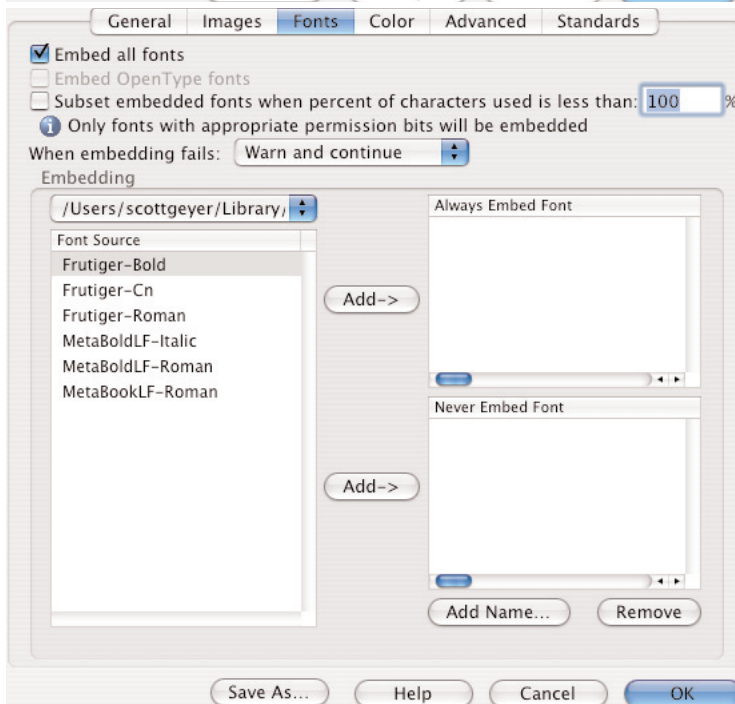 General Images Fonts Color Advanced Standards
Embed all fonts
Embed OpenType fonts
Subset embedded fonts when percent of characters used is less than: 100 %
Only fonts with appropriate permission bits will be embedded
When embedding fails: Warn and continue
Embedding
/Users/scottgeyer/Library/
Font Source
Frutiger-Bold
Frutiger-Cn
Frutiger-Roman
MetaBoldLF-Italic
MetaBoldLF-Roman
MetaBookLF-Roman
Add->
Always Embed Font
Add->
Never Embed Font
Add Name... Remove
Save As... Help Cancel OK